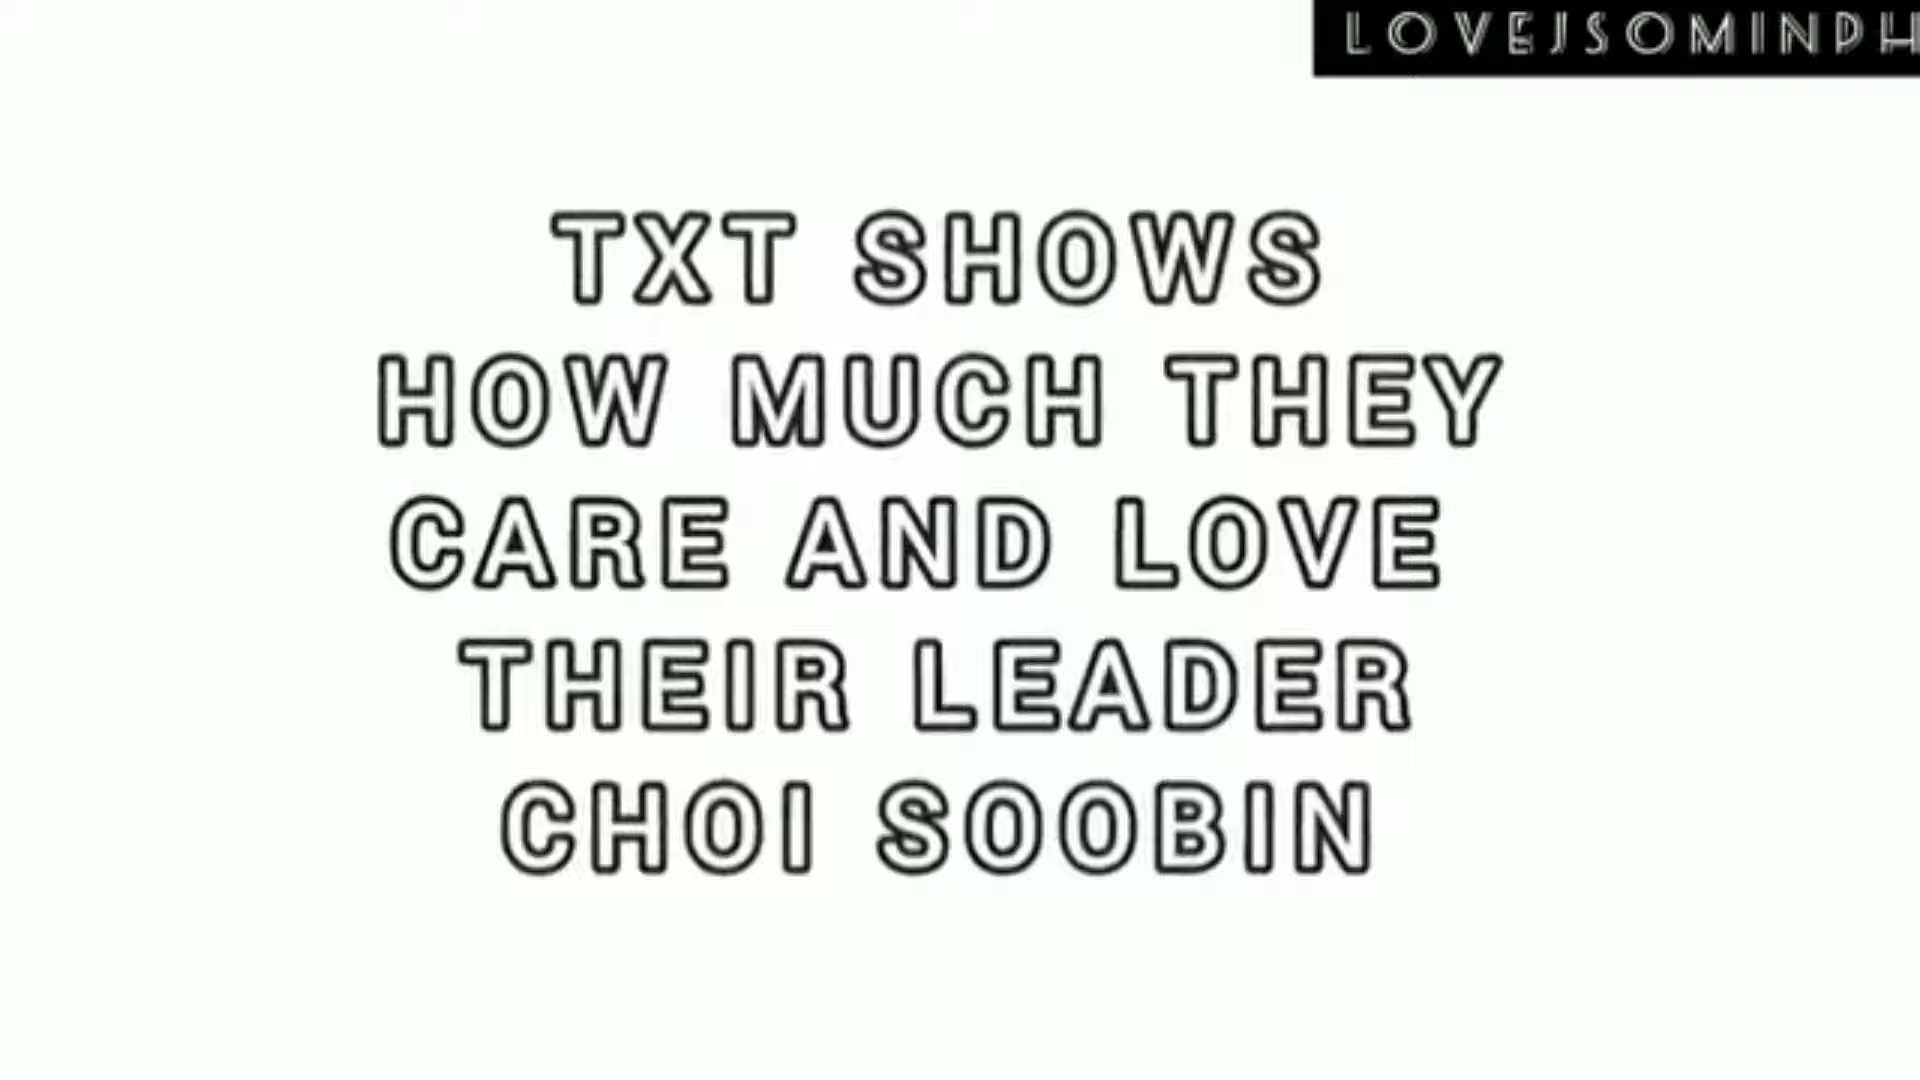 LOVEJSOMINPH
TXT SHOWS
HOW MUCH THEY
CARE AND LOVE
THEIR LEADER
CHOI SOOBIN